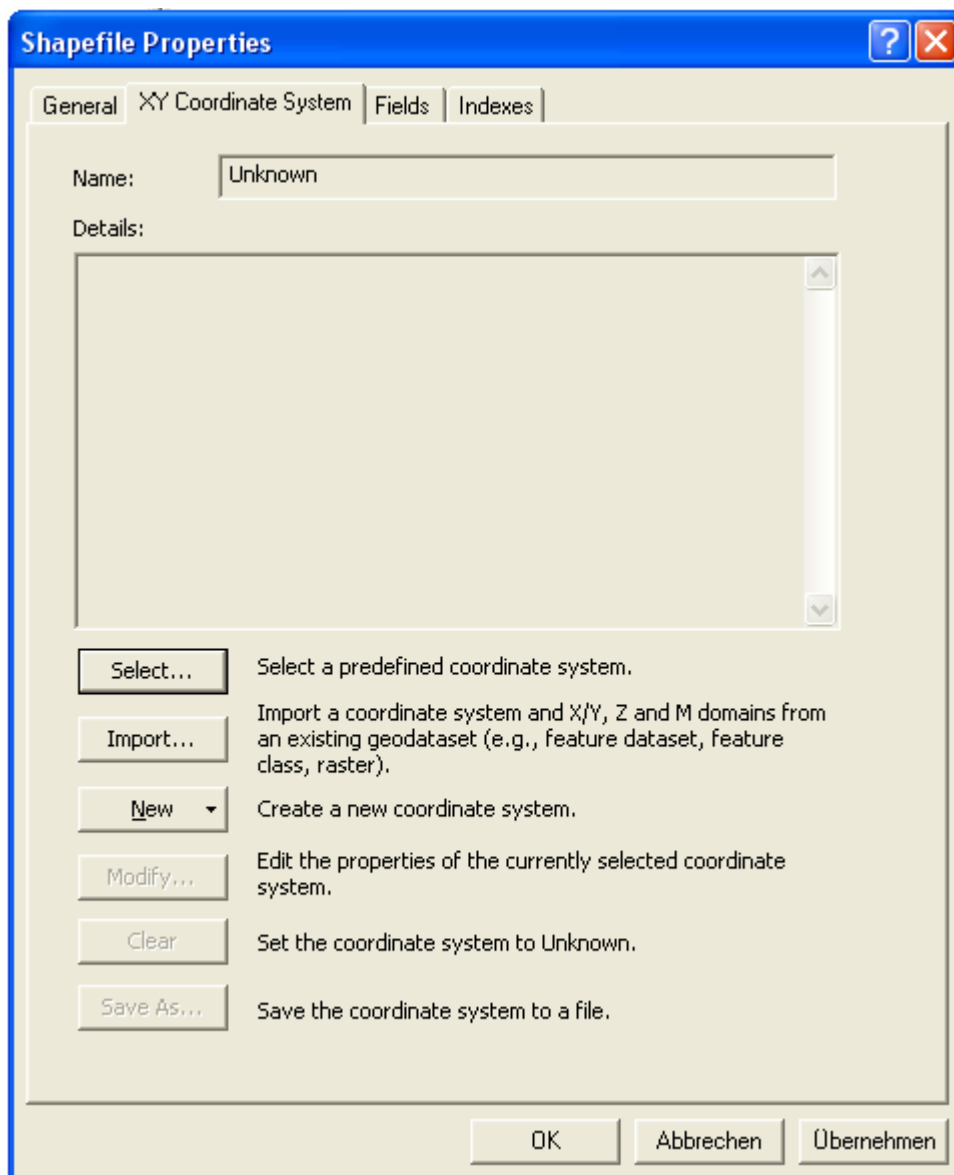 Shapefile Properties
General XY Coordinate System Fields Indexes
Name: Unknown
Details:
Select... Select a predefined coordinate system.
Import... Import a coordinate system and X/Y, Z and M domains from
an existing geodataset (e.g., feature dataset, feature
class, raster).
New Create a new coordinate system.
Modify... Edit the properties of the currently selected coordinate
system.
Clear Set the coordinate system to Unknown.
Save As... Save the coordinate system to a file.
OK Abbrechen Übernehmen